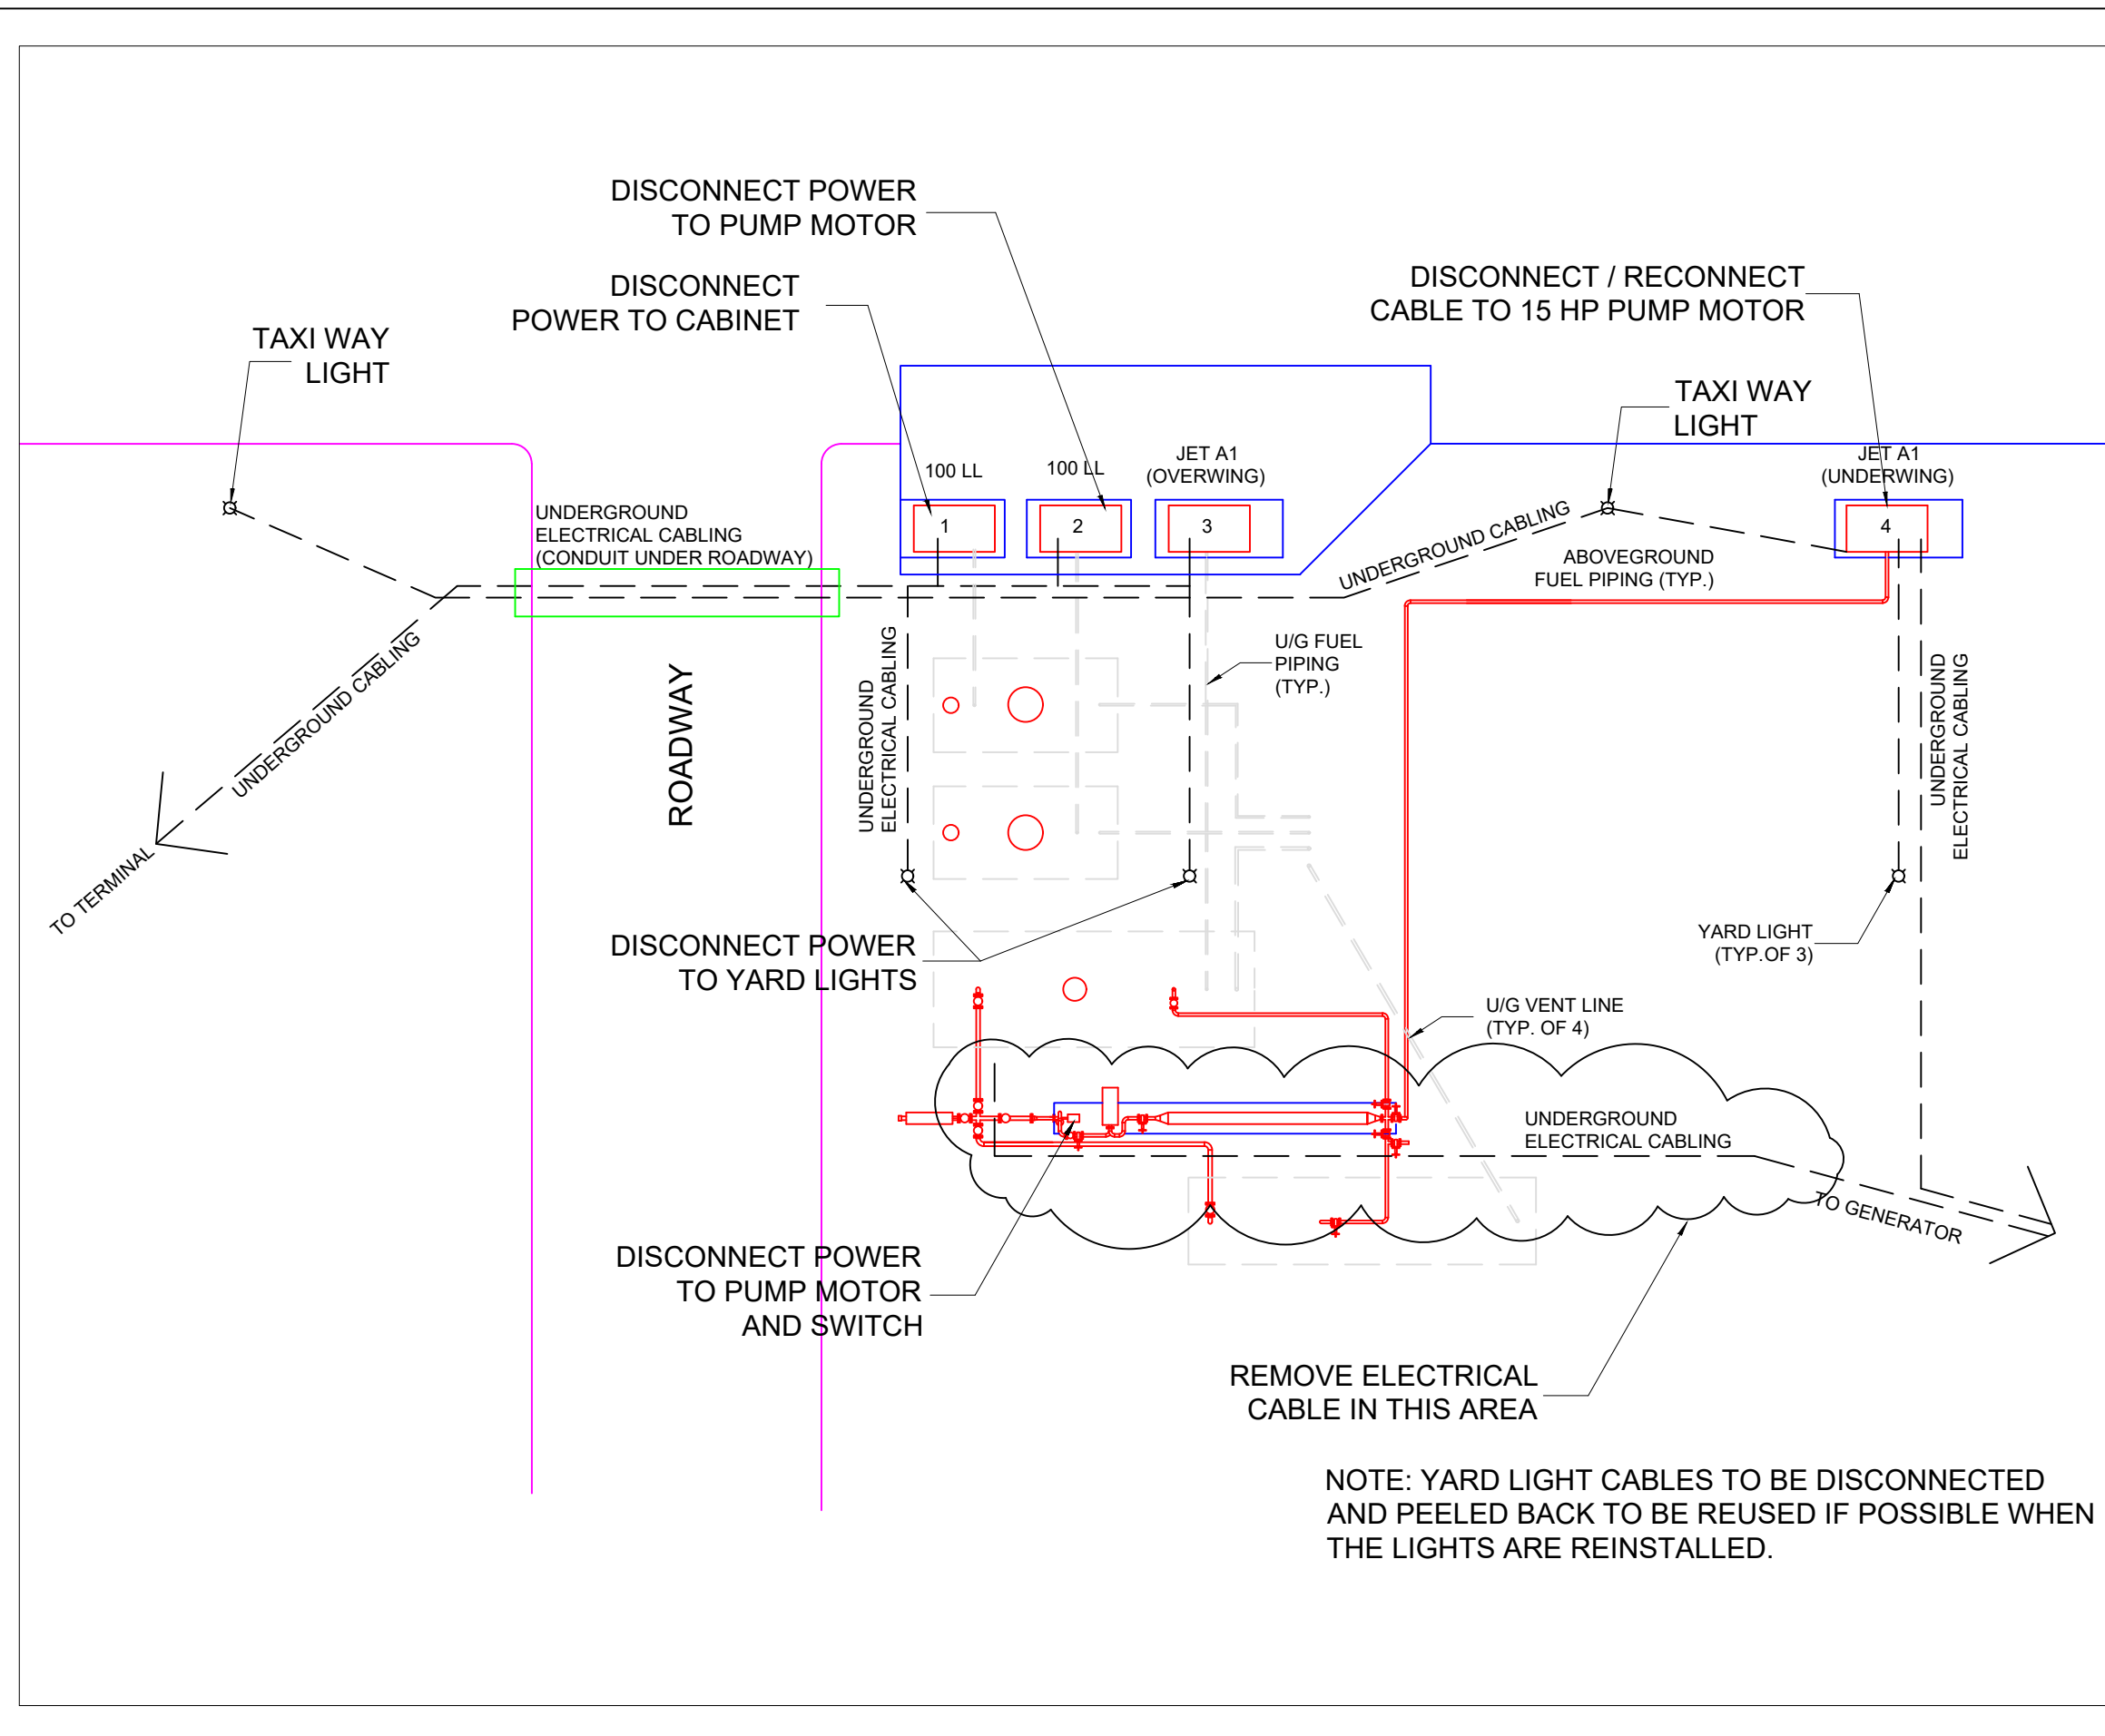 DISCONNECT POWER
TO PUMP MOTOR
DISCONNECT
POWER TO CABINET
DISCONNECT / RECONNECT
CABLE TO 15 HP PUMP MOTOR
TAXI WAY
LIGHT
TAXI WAY
LIGHT
100 LL
100 LL
JET A1
(OVERWING)
JET A1
(UNDERWING)
1
2
3
4
UNDERGROUND
ELECTRICAL CABLING
(CONDUIT UNDER ROADWAY)
UNDERGROUND CABLING
ABOVEGROUND
FUEL PIPING (TYP.)
UNDERGROUND CABLING
TO TERMINAL
ROADWAY
UNDERGROUND
ELECTRICAL CABLING
U/G FUEL
PIPING
(TYP.)
UNDERGROUND
ELECTRICAL CABLING
DISCONNECT POWER
TO YARD LIGHTS
YARD LIGHT
(TYP.OF 3)
U/G VENT LINE
(TYP. OF 4)
UNDERGROUND
ELECTRICAL CABLING
TO GENERATOR
DISCONNECT POWER
TO PUMP MOTOR
AND SWITCH
REMOVE ELECTRICAL
CABLE IN THIS AREA
NOTE: YARD LIGHT CABLES TO BE DISCONNECTED
AND PEELED BACK TO BE REUSED IF POSSIBLE WHEN
THE LIGHTS ARE REINSTALLED.